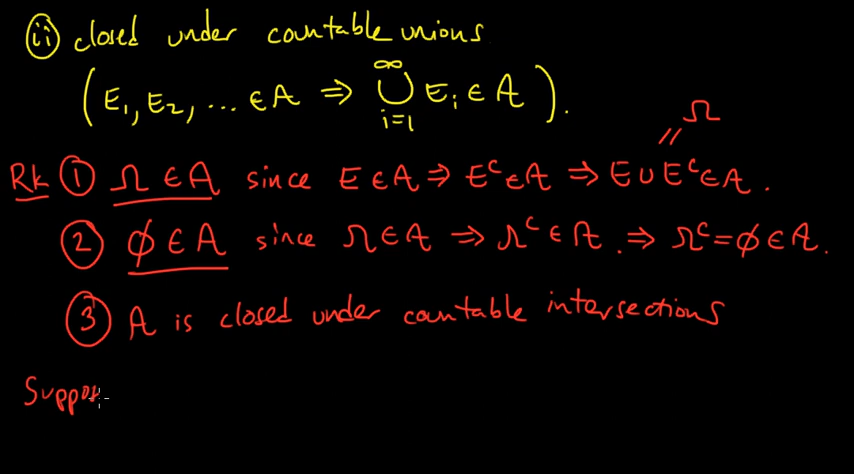 (ii) closed under countable unions
(E₁, E₂, ... ∈ A ⇒ ⋃_{i=1}^{∞} Eᵢ ∈ A).
Ω
//
Rk ① Ω ∈ A since E ∈ A ⇒ Eᶜ ∈ A ⇒ E ∪ Eᶜ ∈ A.
② ϕ ∈ A since Ω ∈ A ⇒ Ωᶜ ∈ A. ⇒ Ωᶜ = ϕ ∈ A.
③ A is closed under countable intersections
Suppos